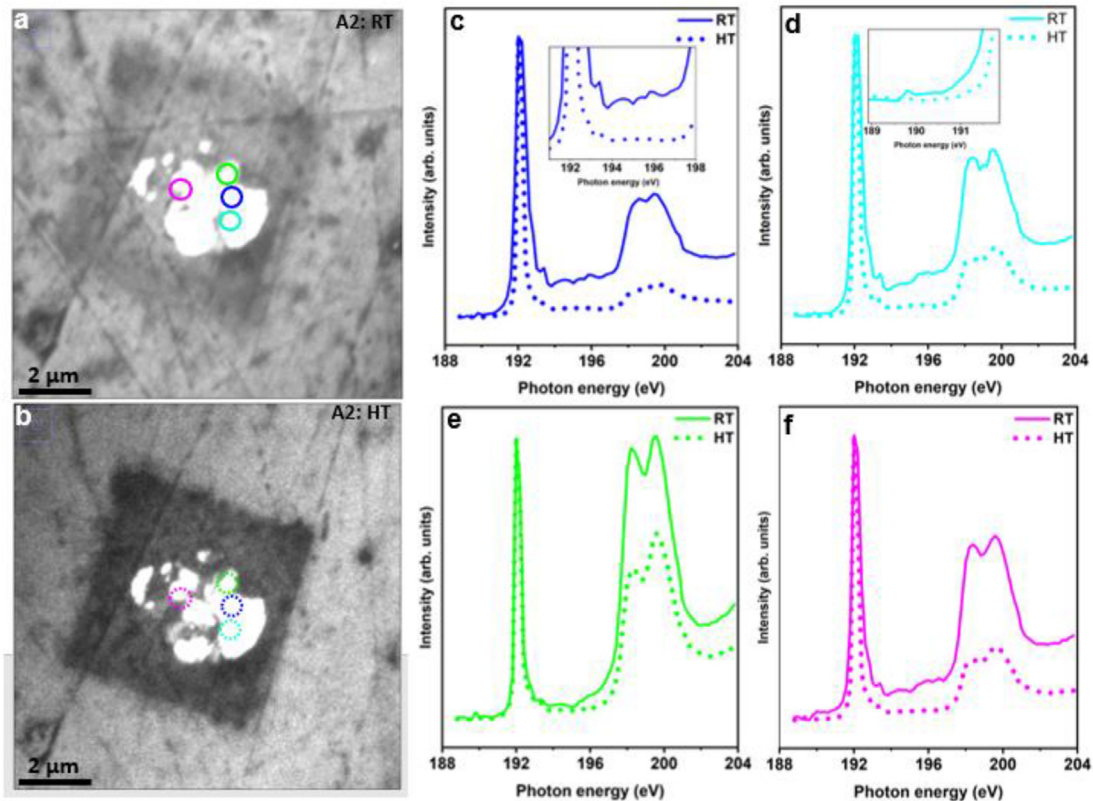 a
A2: RT
2 µm
b
A2: HT
2 µm
c
RT
HT
Intensity (arb. units)
192 194 196 198
Photon energy (eV)
188 192 196 200 204
Photon energy (eV)
d
RT
HT
Intensity (arb. units)
189 190 191
Photon energy (eV)
188 192 196 200 204
Photon energy (eV)
e
RT
HT
Intensity (arb. units)
188 192 196 200 204
Photon energy (eV)
f
RT
HT
Intensity (arb. units)
188 192 196 200 204
Photon energy (eV)